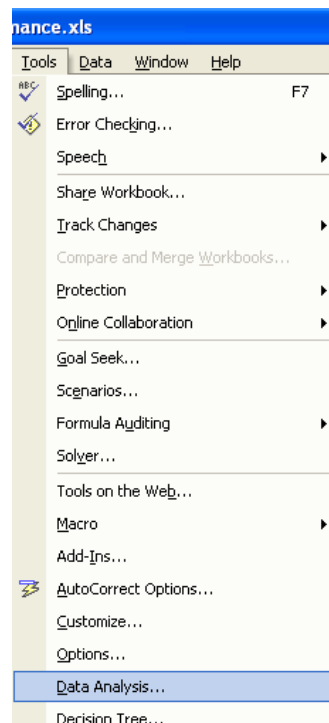 nance.xls
Tools Data Window Help
ABC Spelling... F7
Error Checking...
Speech
Share Workbook...
Track Changes
Compare and Merge Workbooks...
Protection
Online Collaboration
Goal Seek...
Scenarios...
Formula Auditing
Solver...
Tools on the Web...
Macro
Add-Ins...
AutoCorrect Options...
Customize...
Options...
Data Analysis...
Decision Tree...